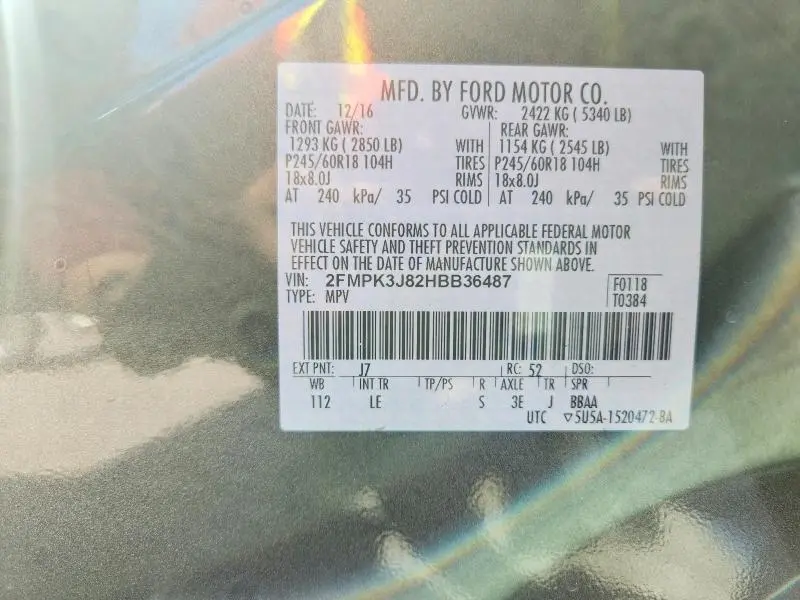 MFD. BY FORD MOTOR CO.
DATE: 12/16 GVWR: 2422 KG ( 5340 LB)
FRONT GAWR: REAR GAWR:
1293 KG ( 2850 LB) WITH 1154 KG ( 2545 LB) WITH
P245/60R18 104H TIRES P245/60R18 104H TIRES
18x8.0J RIMS 18x8.0J RIMS
AT 240 kPa/ 35 PSI COLD AT 240 kPa/ 35 PSI COLD
THIS VEHICLE CONFORMS TO ALL APPLICABLE FEDERAL MOTOR
VEHICLE SAFETY AND THEFT PREVENTION STANDARDS IN
EFFECT ON THE DATE OF MANUFACTURE SHOWN ABOVE.
VIN: 2FMPK3J82HBB36487 F0118
TYPE: MPV T0384
EXT PNT: J7 RC: 52 DSO:
WB INT TR TP/PS R AXLE TR SPR
112 LE S 3E J BBAA
UTC ▽5U5A-1520472-BA